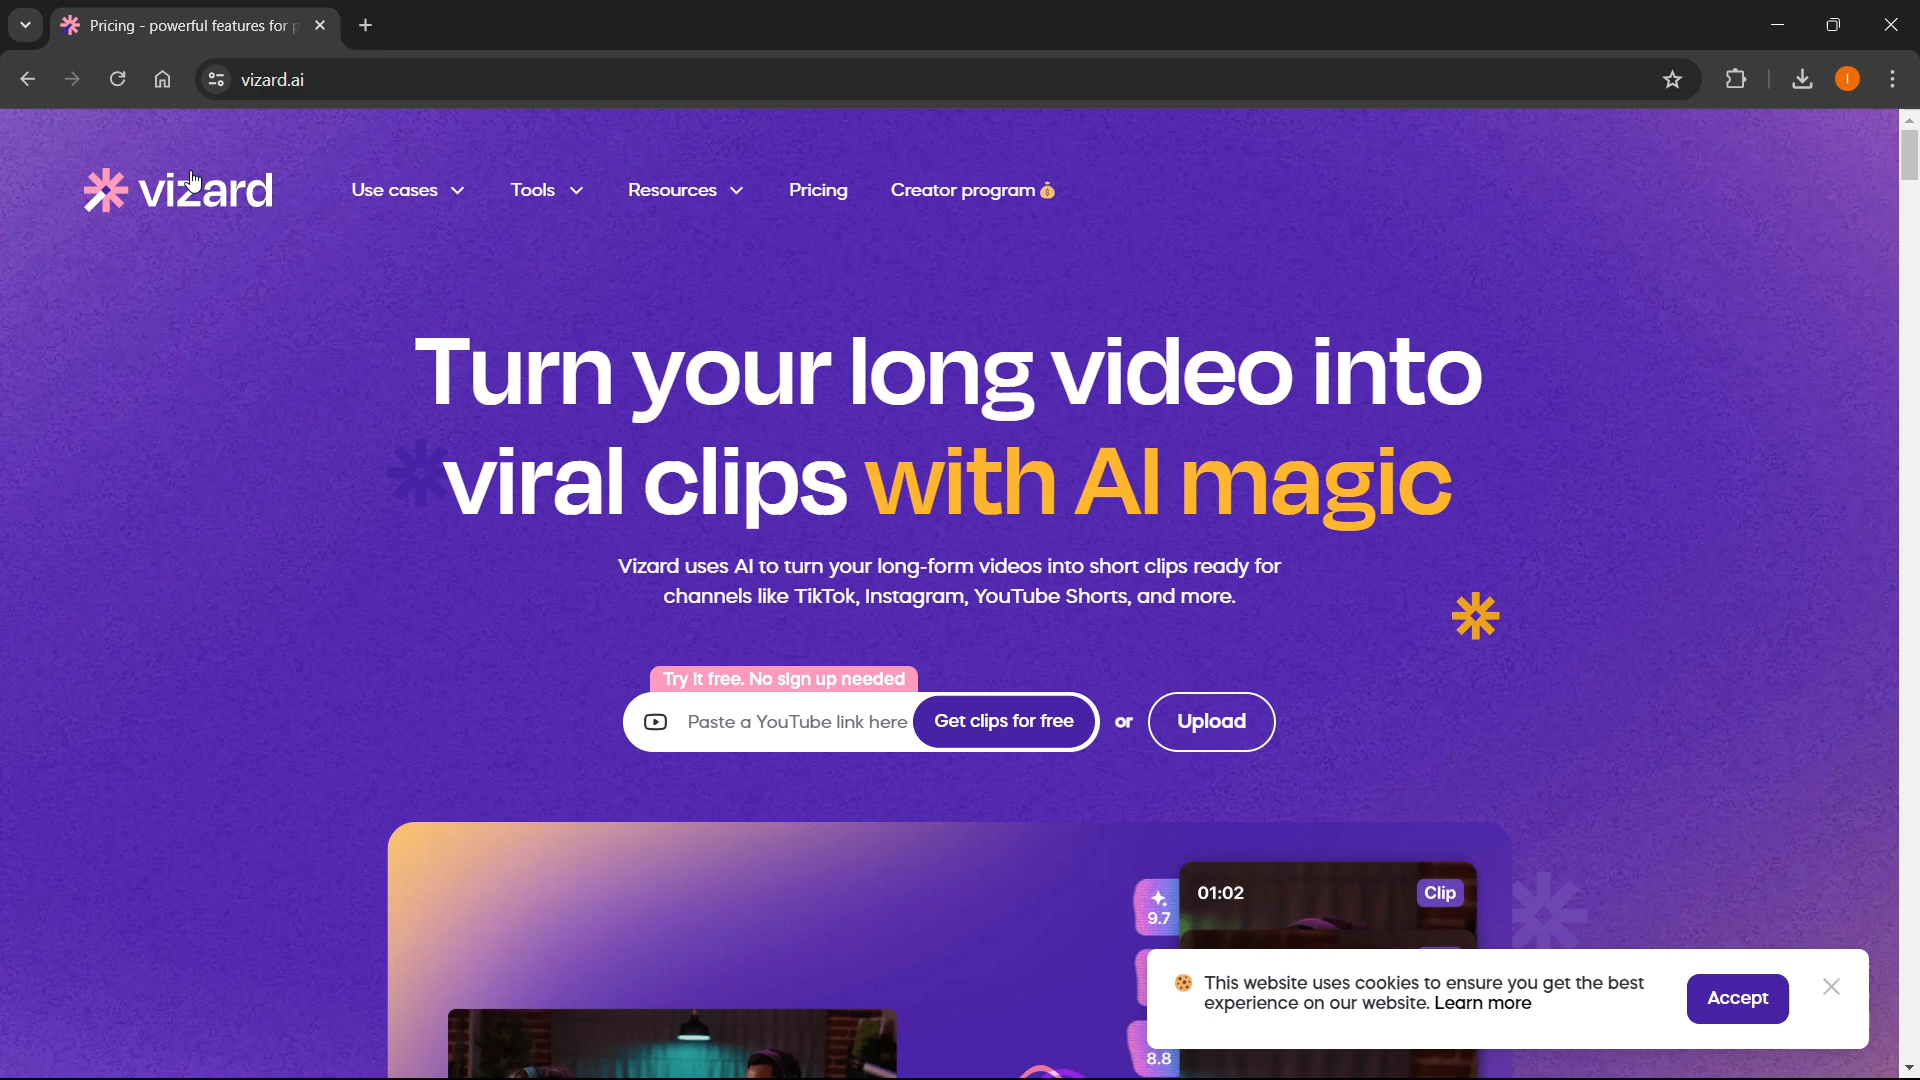 Pricing - powerful features for p
vizard.ai
I
vizard
Use cases
Tools
Resources
Pricing
Creator program
Turn your long video into
viral clips with AI magic
Vizard uses AI to turn your long-form videos into short clips ready for
channels like TikTok, Instagram, YouTube Shorts, and more.
Try it free. No sign up needed
Paste a YouTube link here
Get clips for free
or
Upload
01:02
Clip
9.7
This website uses cookies to ensure you get the best
experience on our website. Learn more
Accept
8.8